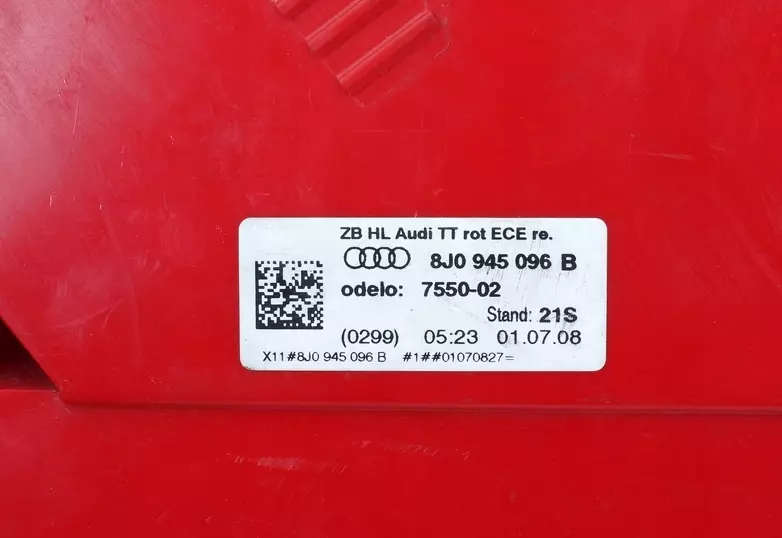 ZB HL Audi TT rot ECE re.
8J0 945 096 B
odelo: 7550-02
Stand: 21S
(0299) 05:23 01.07.08
X11#8J0 945 096 B #1##01070827=